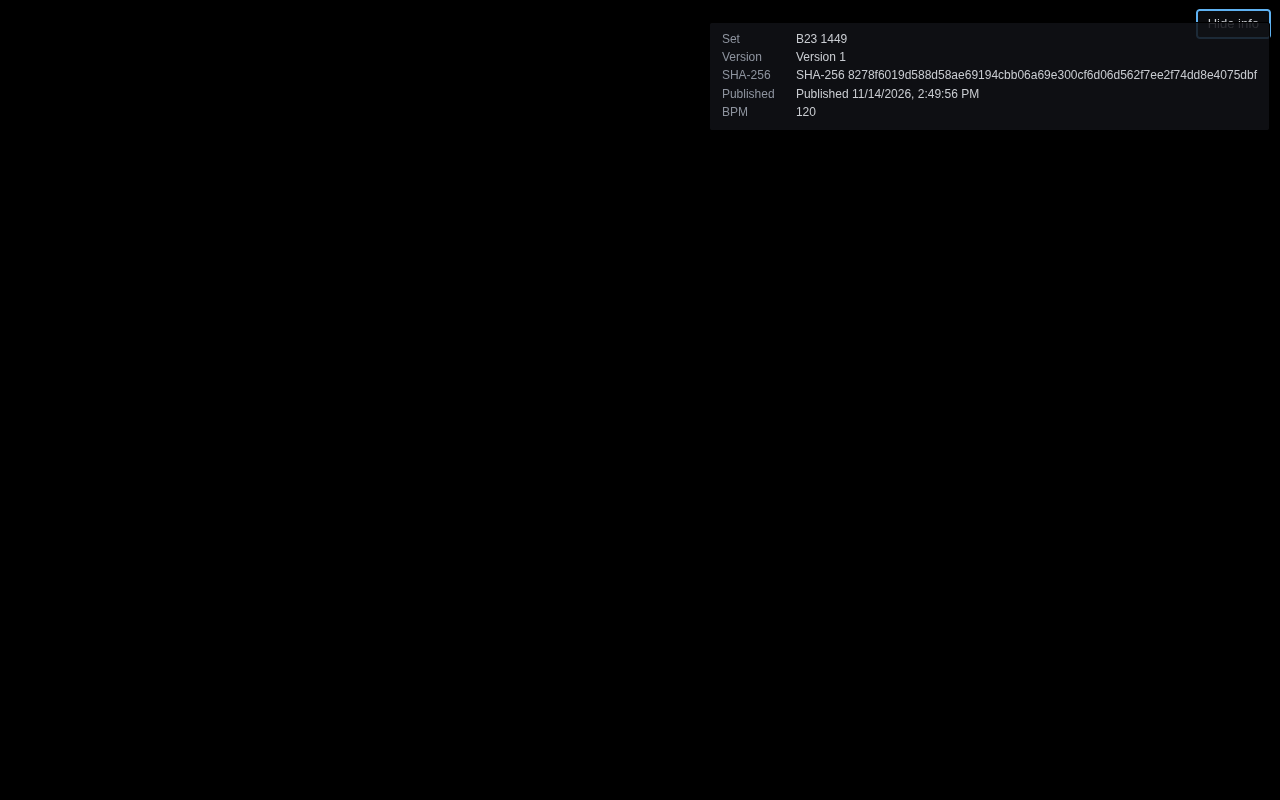 Hide info
Set B23 1449
Version Version 1
SHA-256 SHA-256 8278f6019d588d58ae69194cbb06a69e300cf6d06d562f7ee2f74dd8e4075dbf
Published Published 11/14/2026, 2:49:56 PM
BPM 120